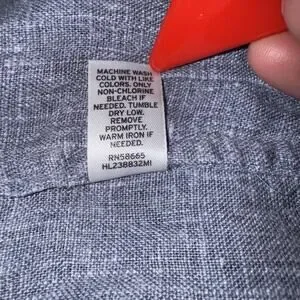 MACHINE WASH
COLD WITH LIKE
COLORS. ONLY
NON-CHLORINE
BLEACH IF
NEEDED. TUMBLE
DRY LOW.
REMOVE
PROMPTLY.
WARM IRON IF
NEEDED.
RN58665
HL238832MI